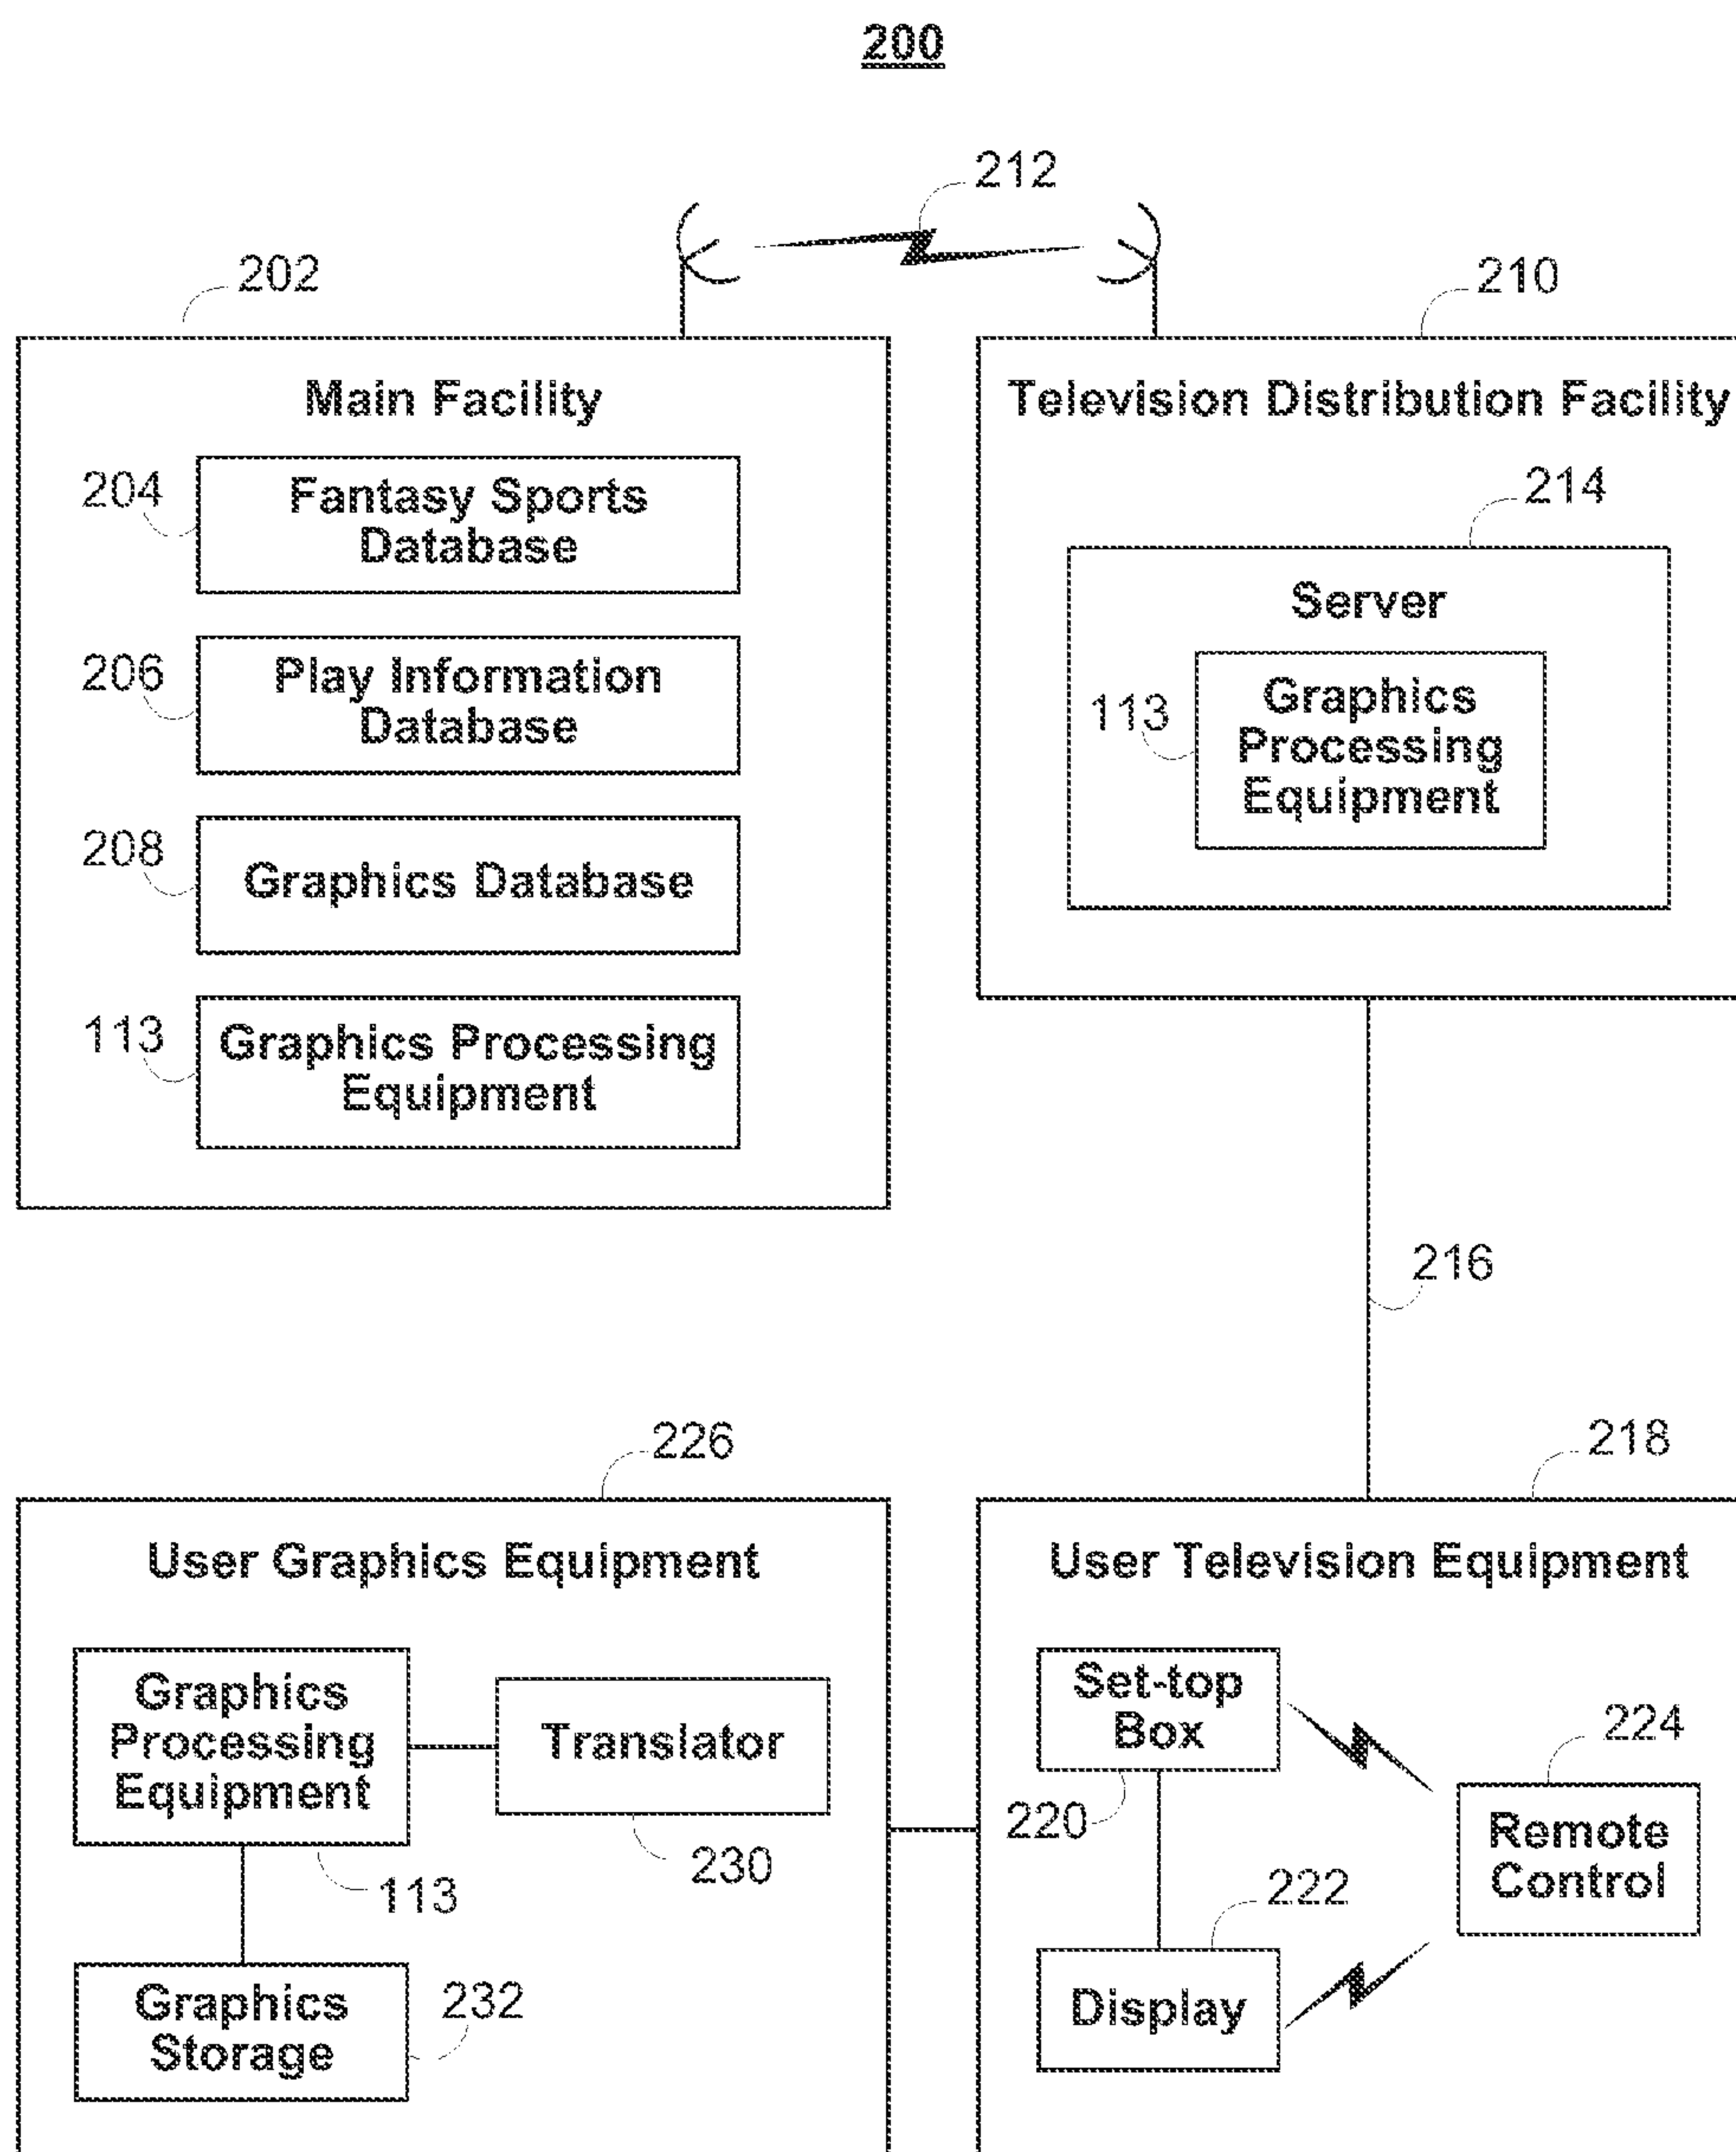 200
212
202
210
Main Facility
204
Fantasy Sports
Database
206
Play Information
Database
208
Graphics Database
113
Graphics Processing
Equipment
Television Distribution Facility
214
Server
113
Graphics
Processing
Equipment
216
226
User Graphics Equipment
Graphics
Processing
Equipment
113
Translator
230
Graphics
Storage
232
218
User Television Equipment
Set-top
Box
220
224
Remote
Control
222
Display